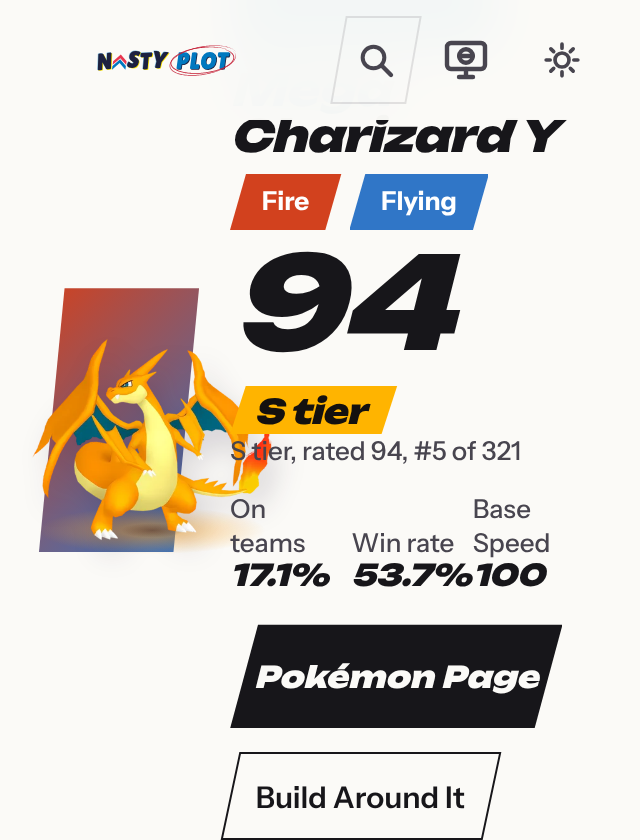 NASTY PLOT
Charizard Y
Fire Flying
94
S tier
S tier, rated 94, #5 of 321
On teams Win rate Base Speed
17.1% 53.7% 100
Pokémon Page
Build Around It